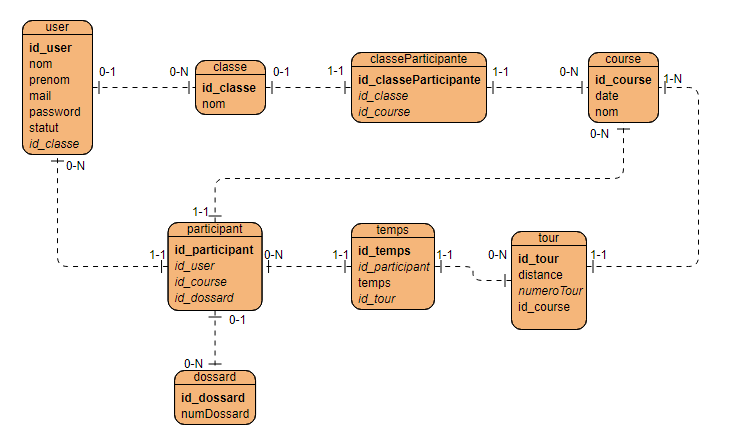 user
id_user
nom
prenom
mail
password
statut
id_classe
0-1
0-N
classe
id_classe
nom
0-1
1-1
classeParticipante
id_classeParticipante
id_classe
id_course
1-1
0-N
course
id_course
date
nom
1-N
0-N
0-N
1-1
1-1
participant
id_participant
id_user
id_course
id_dossard
0-N
1-1
temps
id_temps
id_participant
temps
id_tour
1-1
0-N
tour
id_tour
distance
numeroTour
id_course
1-1
0-1
0-N
dossard
id_dossard
numDossard